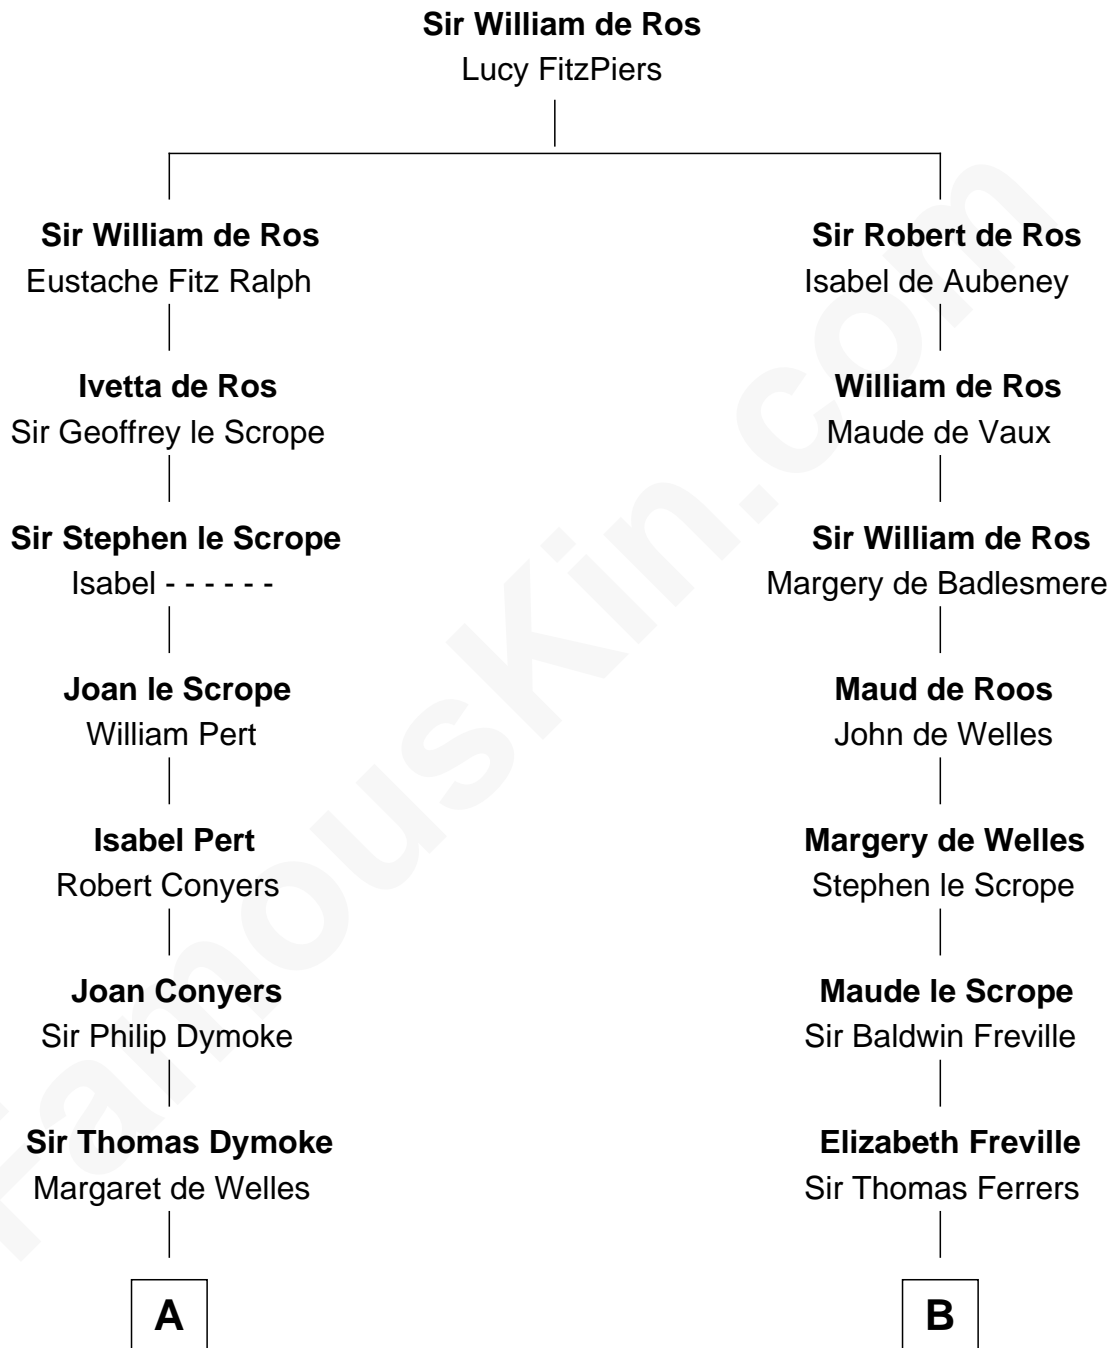 Sir William de Ros
Lucy FitzPiers
Sir William de Ros
Eustache Fitz Ralph
Sir Robert de Ros
Isabel de Aubeney
Ivetta de Ros
Sir Geoffrey le Scrope
William de Ros
Maude de Vaux
Sir Stephen le Scrope
Isabel - - - - - -
Sir William de Ros
Margery de Badlesmere
Joan le Scrope
William Pert
Maud de Roos
John de Welles
Isabel Pert
Robert Conyers
Margery de Welles
Stephen le Scrope
Joan Conyers
Sir Philip Dymoke
Maude le Scrope
Sir Baldwin Freville
Sir Thomas Dymoke
Margaret de Welles
Elizabeth Freville
Sir Thomas Ferrers
A
B
FamousKin.com